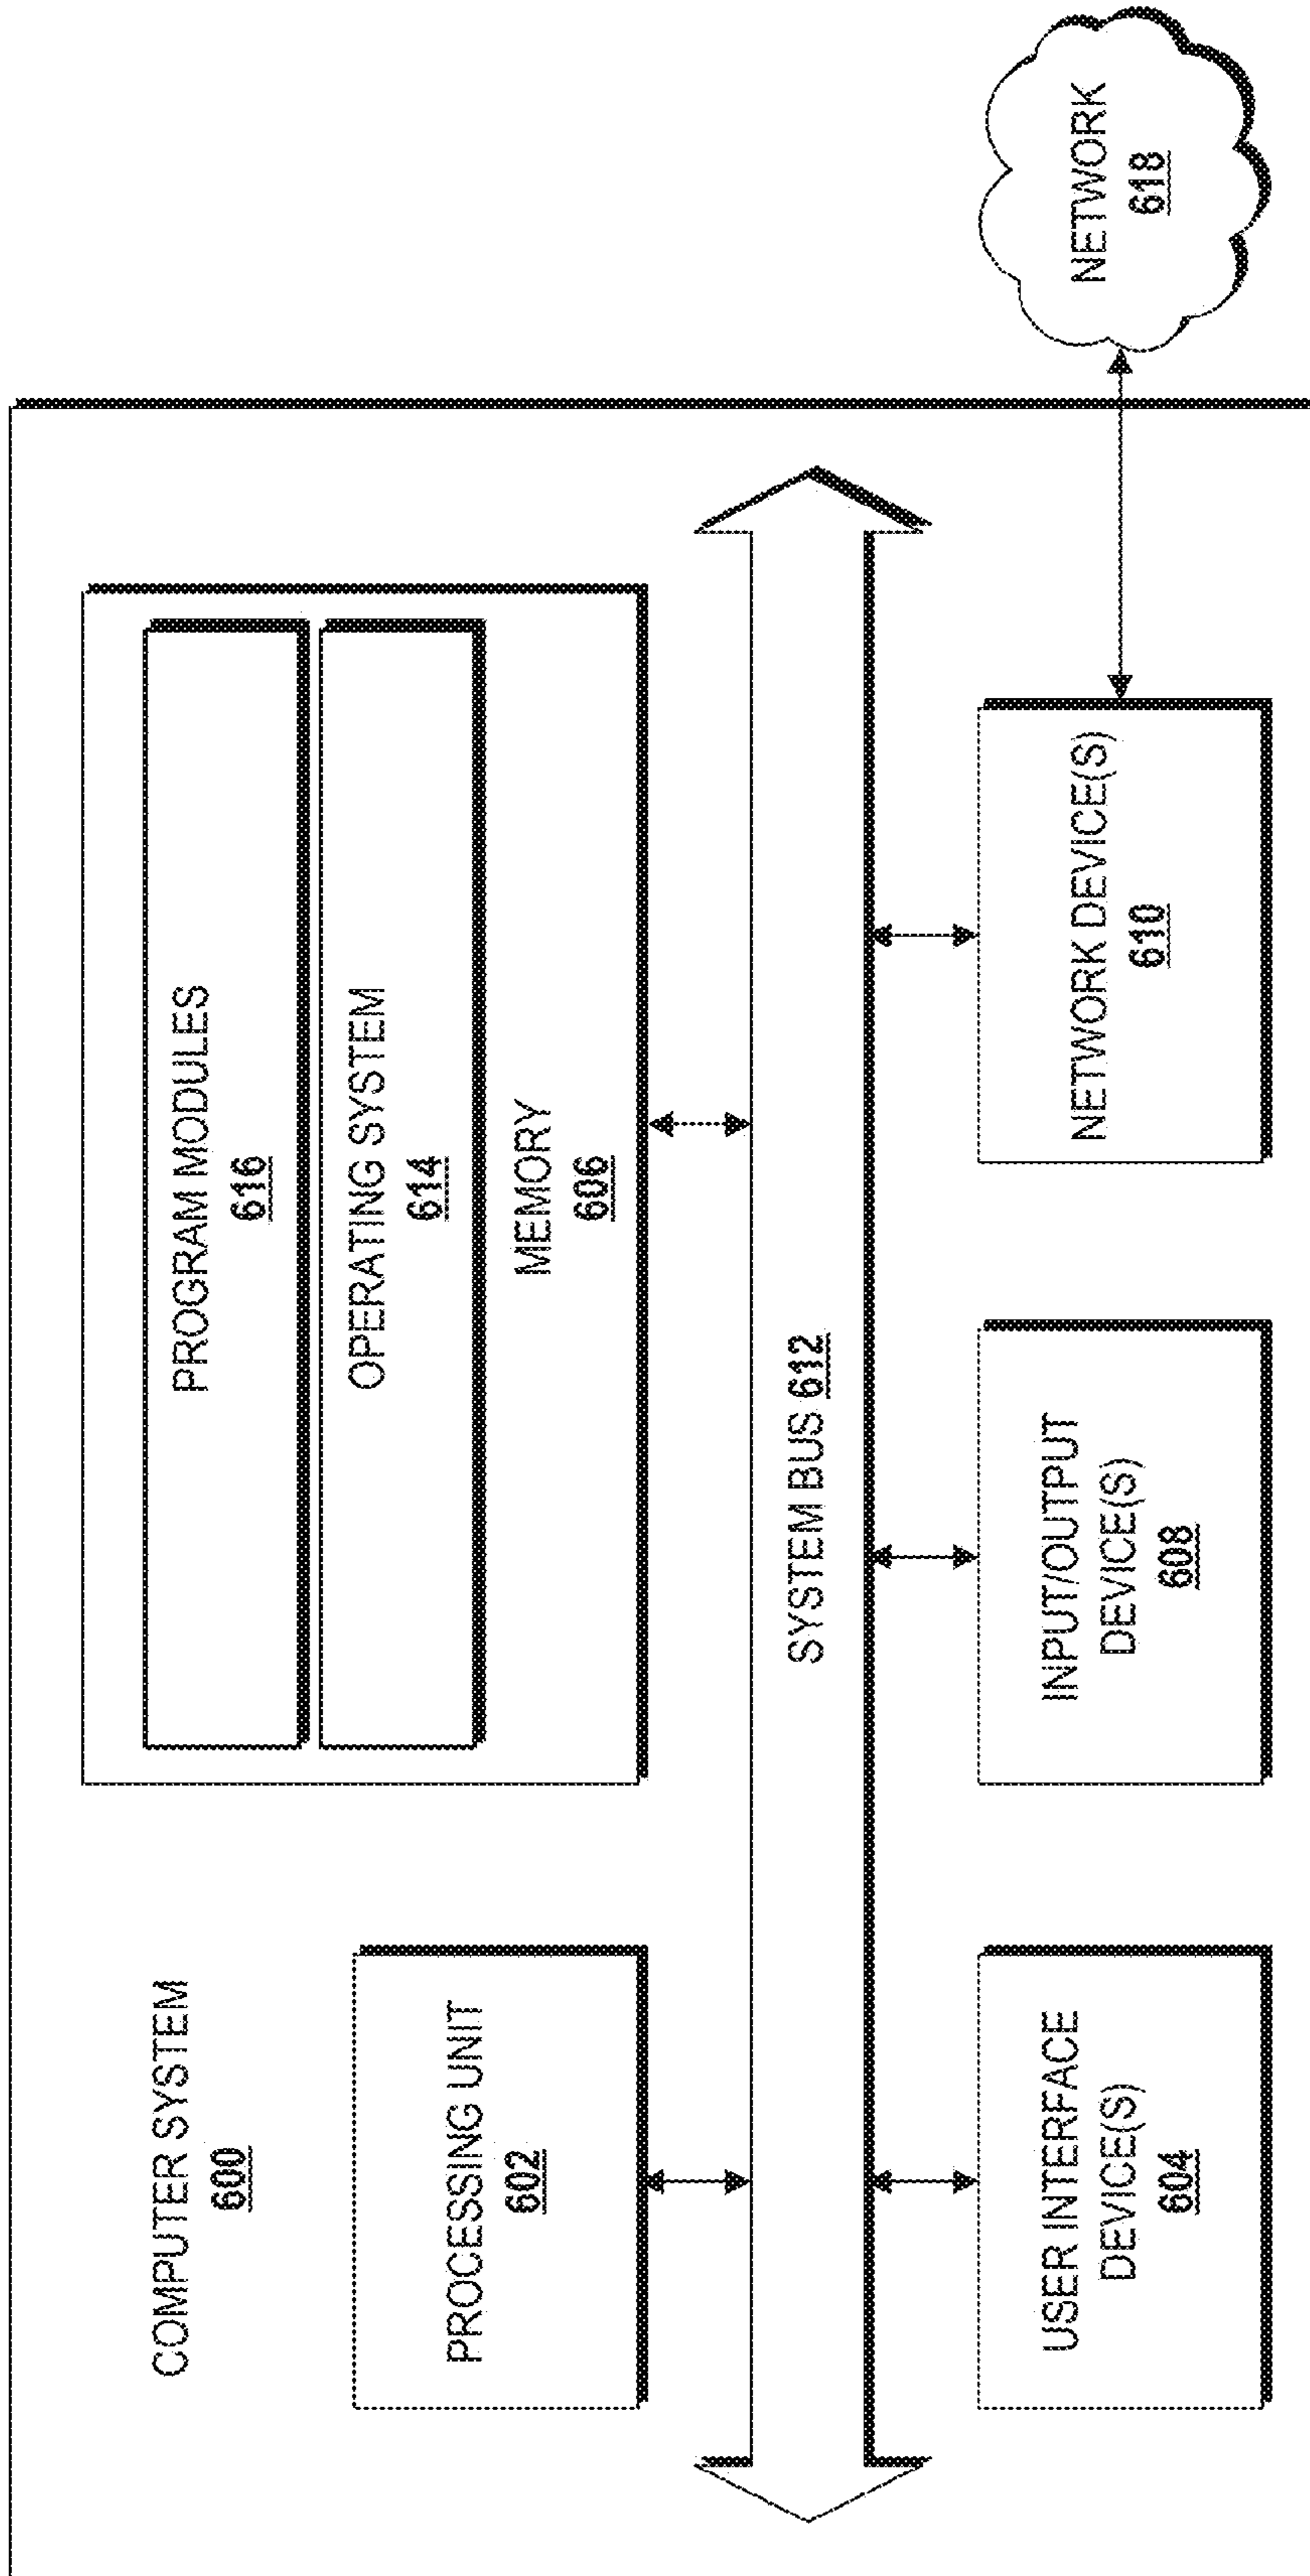 COMPUTER SYSTEM
600
PROCESSING UNIT
602
PROGRAM MODULES
616
OPERATING SYSTEM
614
MEMORY
606
SYSTEM BUS 612
USER INTERFACE
DEVICE(S)
604
INPUT/OUTPUT
DEVICE(S)
608
NETWORK DEVICE(S)
610
NETWORK
618